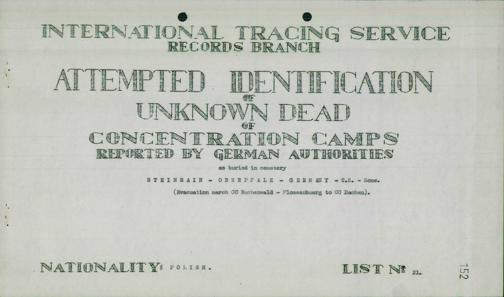 INTERNATIONAL TRACING SERVICE
RECORDS BRANCH
ATTEMPTED IDENTIFICATION
OF
UNKNOWN DEAD
OF
CONCENTRATION CAMPS
REPORTED BY GERMAN AUTHORITIES
as buried in cemetery
STEINHAIN - OBERPFALZ - GERMANY - U.S. - Zone.
(Evacuation march CC Buchenwald - Flossenbuerg to CC Dachau).
NATIONALITY: POLISH.
LIST Nº 21.
152